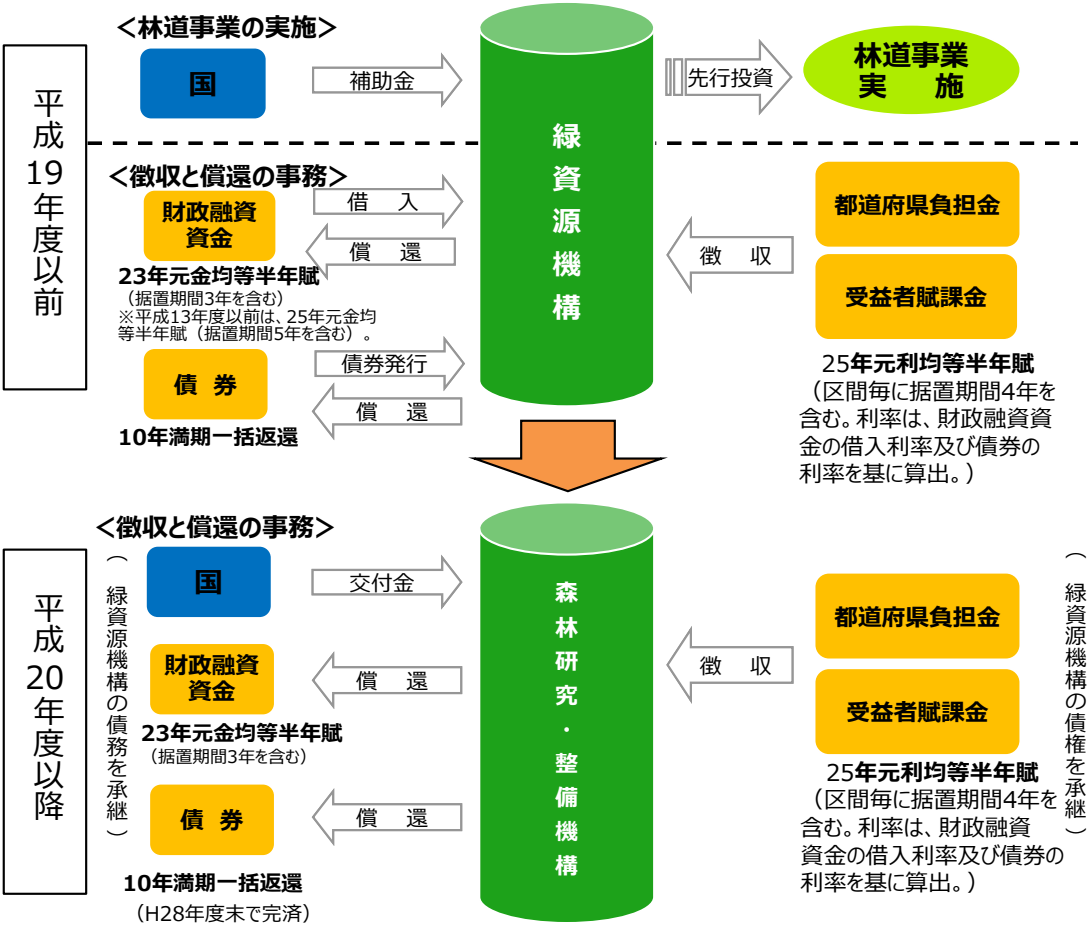 平成19年度以前
＜林道事業の実施＞
国
補助金
緑資源機構
先行投資
林道事業
実　施
＜徴収と償還の事務＞
財政融資
資金
借　入
償　還
23年元金均等半年賦
（据置期間3年を含む）
※平成13年度以前は、25年元金均
等半年賦（据置期間5年を含む）。
債 券
債券発行
償　還
10年満期一括返還
徴　収
都道府県負担金
受益者賦課金
25年元利均等半年賦
（区間毎に据置期間4年を
含む。利率は、財政融資資
金の借入利率及び債券の
利率を基に算出。）
平成20年度以降
＜徴収と償還の事務＞
（緑資源機構の債務を承継）
国
交付金
財政融資
資金
償　還
23年元金均等半年賦
（据置期間3年を含む）
債 券
償　還
10年満期一括返還
（H28年度末で完済）
森林研究・整備機構
徴　収
都道府県負担金
受益者賦課金
25年元利均等半年賦
（区間毎に据置期間4年を
含む。利率は、財政融資
資金の借入利率及び債券の
利率を基に算出。）
（緑資源機構の債権を承継）